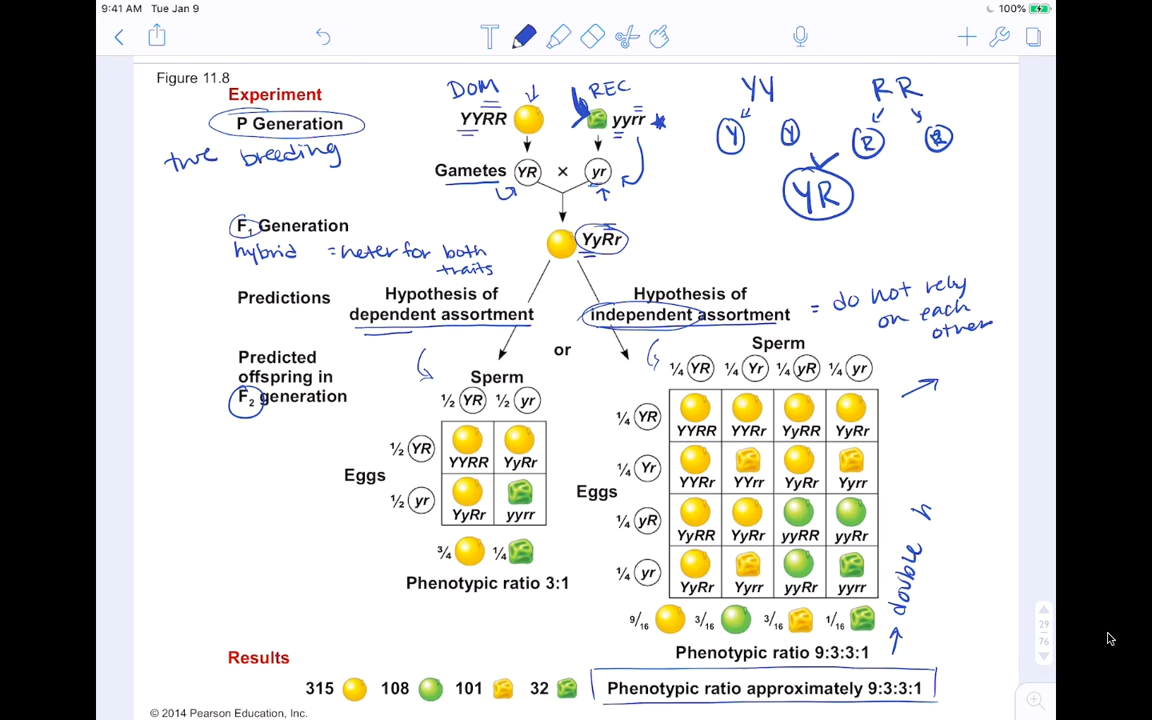 9:41 AM Tue Jan 9
100%
Figure 11.8
Experiment
P Generation
true breeding
DOM
REC
YYRR
yyrr
Gametes YR × yr
YY
RR
Y Y R R
YR
F1 Generation
hybrid = heter for both
traits
YyRr
Predictions
Hypothesis of
dependent assortment
Hypothesis of
independent assortment
= do not rely
on each
other
or
Predicted
offspring in
F2 generation
Sperm
½ YR ½ yr
Eggs
½ YR
YYRR YyRr
½ yr
YyRr yyrr
¾ ¼
Phenotypic ratio 3:1
Sperm
¼ YR ¼ Yr ¼ yR ¼ yr
Eggs
¼ YR
YYRR YYRr YyRR YyRr
¼ Yr
YYRr YYrr YyRr Yyrr
¼ yR
YyRR YyRr yyRR yyRr
¼ yr
YyRr Yyrr yyRr yyrr
9/16 3/16 3/16 1/16
Phenotypic ratio 9:3:3:1
double h
Results
315 108 101 32
Phenotypic ratio approximately 9:3:3:1
© 2014 Pearson Education, Inc.
29
76